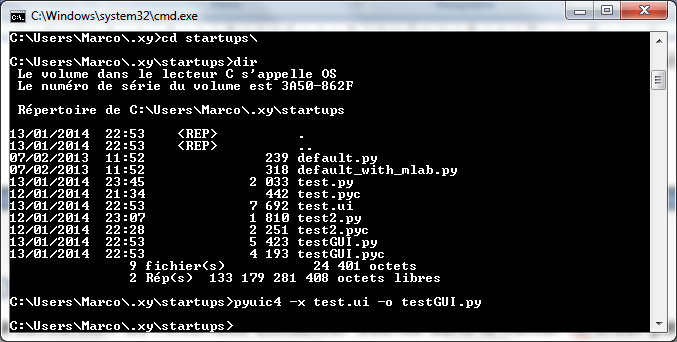 C:\Windows\system32\cmd.exe
C:\Users\Marco\.xy>cd startups\
C:\Users\Marco\.xy\startups>dir
Le volume dans le lecteur C s'appelle OS
Le numéro de série du volume est 3A50-862F
Répertoire de C:\Users\Marco\.xy\startups
13/01/2014  22:53    <REP>          .
13/01/2014  22:53    <REP>          ..
07/02/2013  11:52               239 default.py
07/02/2013  11:52               318 default_with_mlab.py
13/01/2014  23:45             2 033 test.py
12/01/2014  21:34               442 test.pyc
13/01/2014  22:53             7 692 test.ui
12/01/2014  23:07             1 810 test2.py
12/01/2014  22:28             2 251 test2.pyc
13/01/2014  22:53             5 423 testGUI.py
13/01/2014  22:53             4 193 testGUI.pyc
9 fichier(s)           24 401 octets
2 Rép(s)  133 179 281 408 octets libres
C:\Users\Marco\.xy\startups>pyuic4 -x test.ui -o testGUI.py
C:\Users\Marco\.xy\startups>